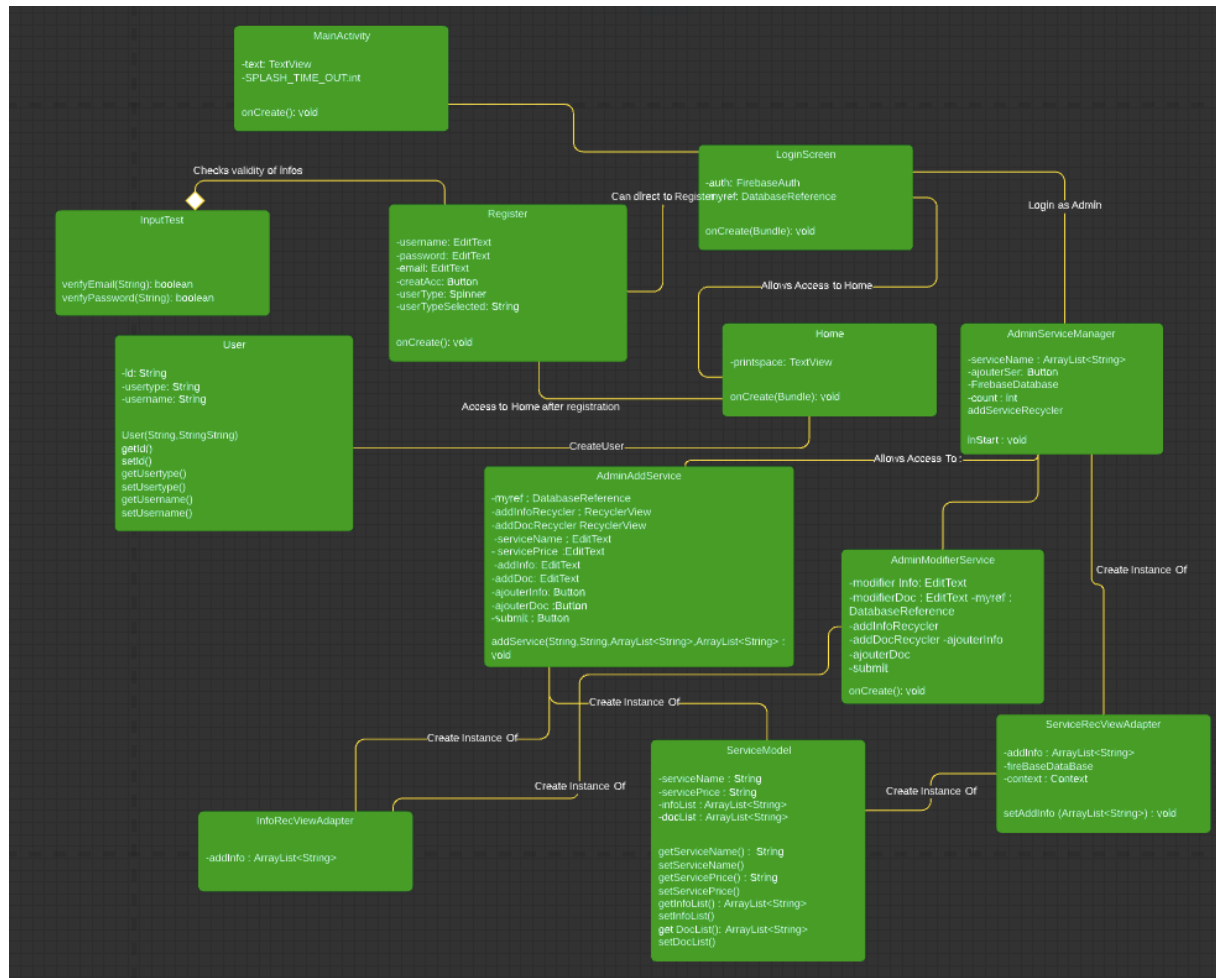 MainActivity
-text: TextView
-SPLASH_TIME_OUT:int
onCreate(): void
Checks validity of Infos
InputTest
verifyEmail(String): boolean
verifyPassword(String): boolean
Register
-username: EditText
-password: EditText
-email: EditText
-creatAcc: Button
-userType: Spinner
-userTypeSelected: String
onCreate(): void
Can direct to Register
LoginScreen
-auth: FirebaseAuth
-myref: DatabaseReference
onCreate(Bundle): void
Login as Admin
Allows Access to Home
User
-Id: String
-usertype: String
-username: String
User(String,StringString)
getId()
setId()
getUsertype()
setUsertype()
getUsername()
setUsername()
Access to Home after registration
Home
-printspace: TextView
onCreate(Bundle): void
CreateUser
AdminServiceManager
-serviceName : ArrayList<String>
-ajouterSer: Button
-FirebaseDatabase
-count : int
addServiceRecycler
inStart : void
Allows Access To :
AdminAddService
-myref : DatabaseReference
-addInfoRecycler : RecyclerView
-addDocRecycler RecyclerView
-serviceName : EditText
- servicePrice :EditText
-addInfo: EditText
-addDoc: EditText
-ajouterInfo: Button
-ajouterDoc :Button
-submit : Button
addService(String,String,ArrayList<String>,ArrayList<String> :
void
AdminModifierService
-modifier Info: EditText
-modifierDoc : EditText -myref :
DatabaseReference
-addInfoRecycler
-addDocRecycler -ajouterInfo
-ajouterDoc
-submit
onCreate(): void
Create Instance Of
Create Instance Of
Create Instance Of
Create Instance Of
Create Instance Of
InfoRecViewAdapter
-addInfo : ArrayList<String>
ServiceModel
-serviceName : String
-servicePrice : String
-infoList : ArrayList<String>
-docList : ArrayList<String>
getServiceName() : String
setServiceName()
getServicePrice() : String
setServicePrice()
getInfoList() : ArrayList<String>
setInfoList()
get DocList(): ArrayList<String>
setDocList()
ServiceRecViewAdapter
-addInfo : ArrayList<String>
-fireBaseDataBase
-context : Context
setAddInfo (ArrayList<String>) : void